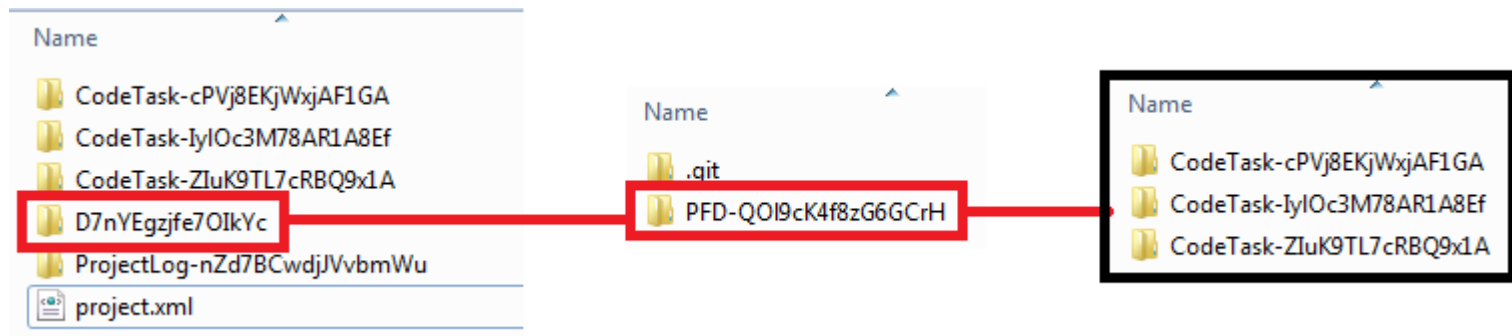 Name
CodeTask-cPVj8EKjWxjAF1GA
CodeTask-IylOc3M78AR1A8Ef
CodeTask-ZIuK9TL7cRBQ9x1A
D7nYEgzjfe7OIkYc
ProjectLog-nZd7BCwdjJVvbmWu
project.xml
Name
.git
PFD-QOl9cK4f8zG6GCrH
Name
CodeTask-cPVj8EKjWxjAF1GA
CodeTask-IylOc3M78AR1A8Ef
CodeTask-ZIuK9TL7cRBQ9x1A